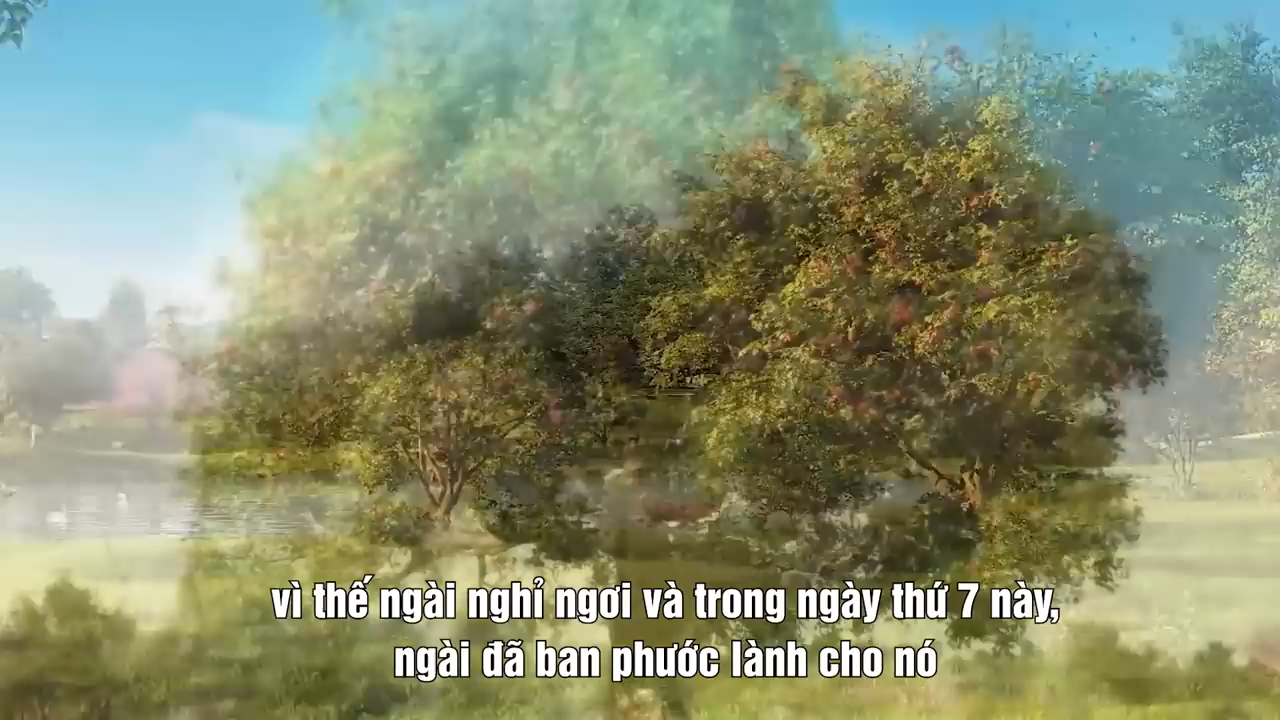 vì thế ngài nghỉ ngơi và trong ngày thứ 7 này,
ngài đã ban phước lành cho nó